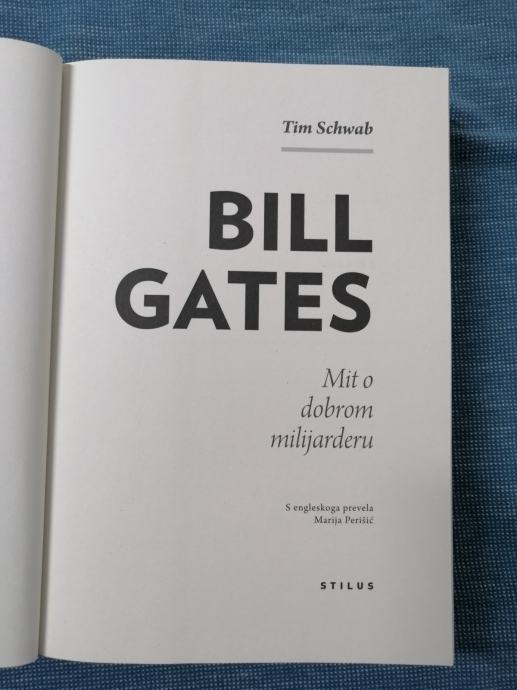 Tim Schwab
BILL
GATES
Mit o
dobrom
milijarderu
S engleskoga prevela
Marija Perišić
STILUS